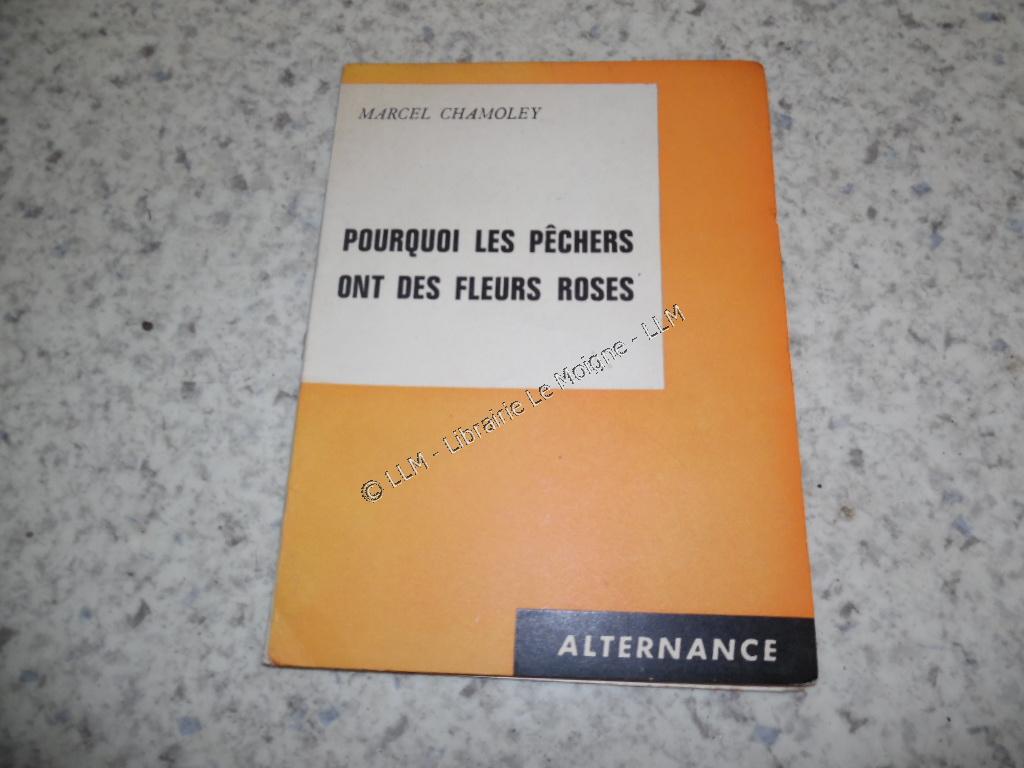 MARCEL CHAMOLEY
POURQUOI LES PÊCHERS
ONT DES FLEURS ROSES
© LLM - Librairie Le Moigne - LLM
ALTERNANCE